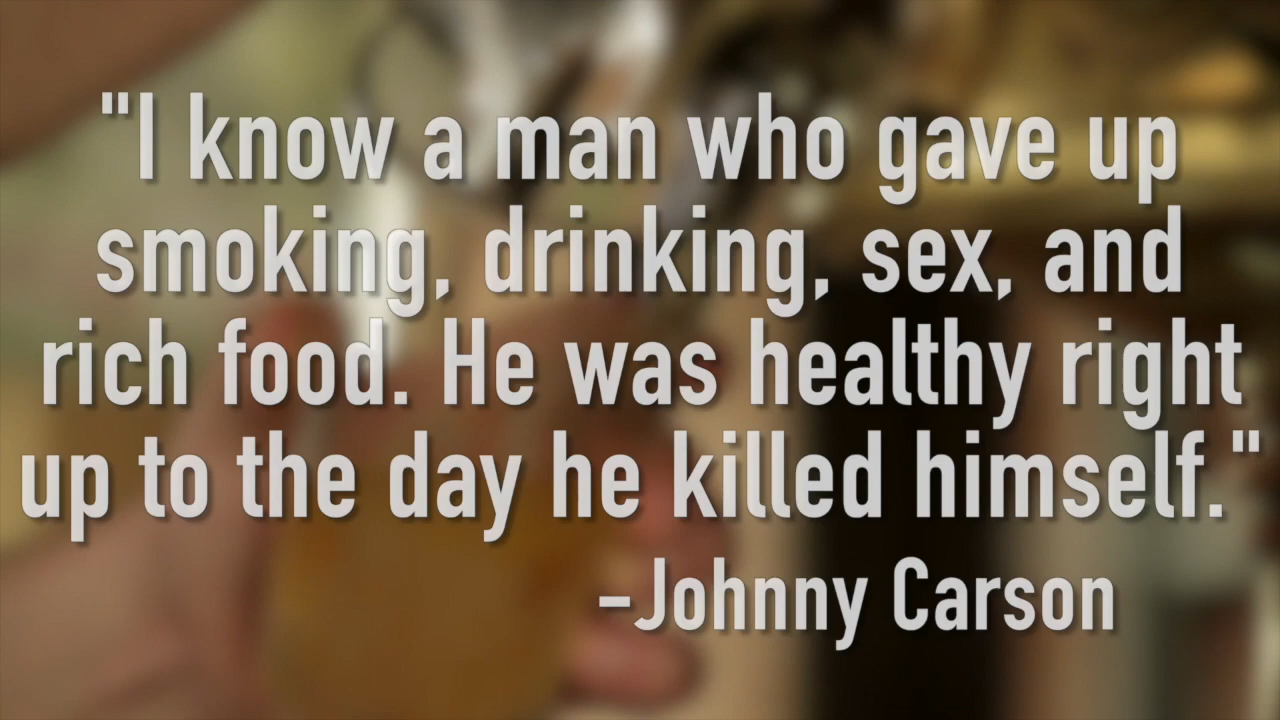 "I know a man who gave up
smoking, drinking, sex, and
rich food. He was healthy right
up to the day he killed himself."
-Johnny Carson